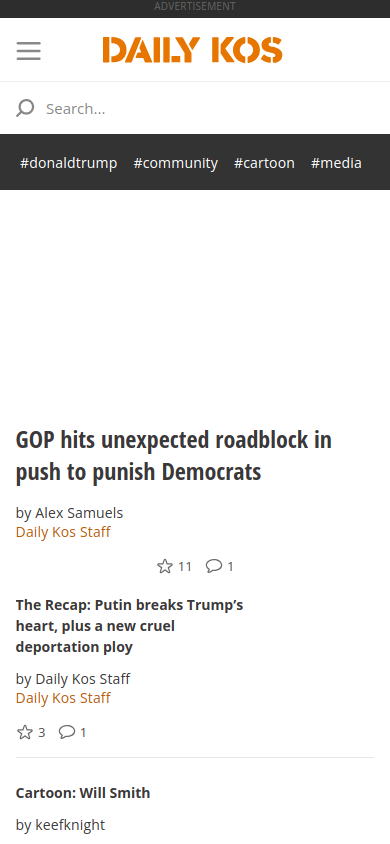 ADVERTISEMENT
DAILY KOS
Search...
#donaldtrump #community #cartoon #media
GOP hits unexpected roadblock in
push to punish Democrats
by Alex Samuels
Daily Kos Staff
11 1
The Recap: Putin breaks Trump’s
heart, plus a new cruel
deportation ploy
by Daily Kos Staff
Daily Kos Staff
3 1
Cartoon: Will Smith
by keefknight